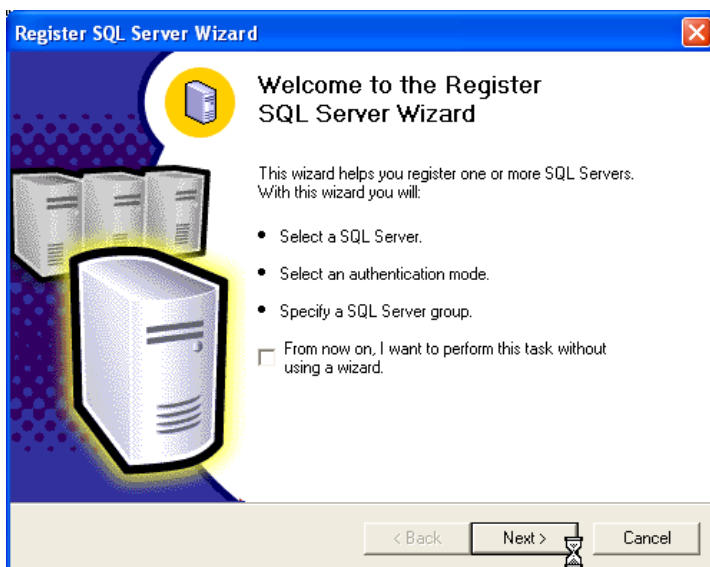 Register SQL Server Wizard
Welcome to the Register
SQL Server Wizard
This wizard helps you register one or more SQL Servers.
With this wizard you will:
• Select a SQL Server.
• Select an authentication mode.
• Specify a SQL Server group.
From now on, I want to perform this task without
using a wizard.
< Back Next > Cancel